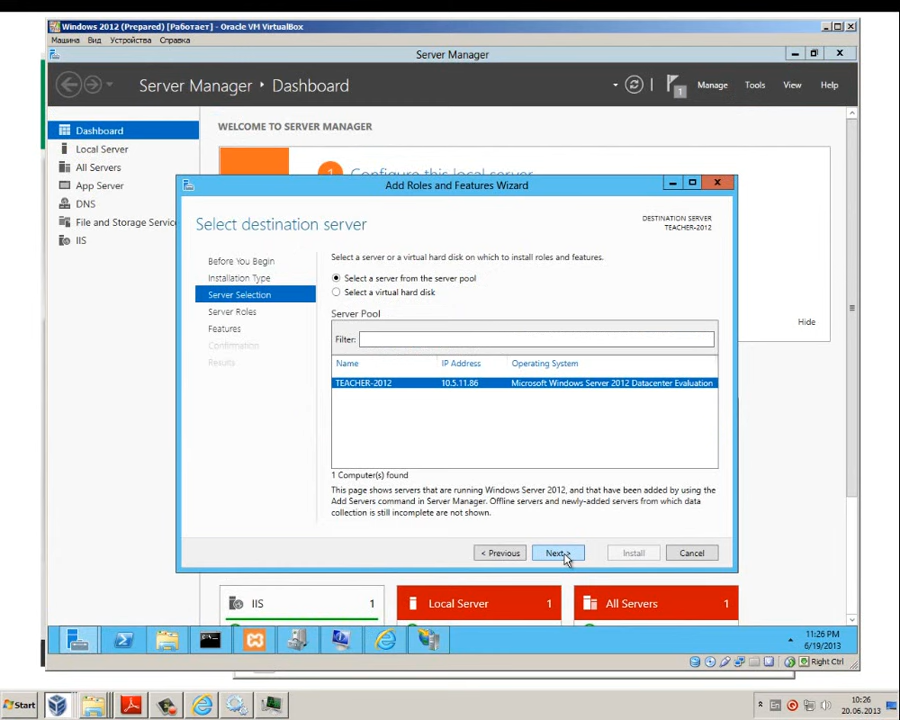 Windows 2012 (Prepared) [Работает] - Oracle VM VirtualBox
Машина Вид Устройства Справка
Server Manager
Server Manager ‣ Dashboard
1
Manage Tools View Help
Dashboard
Local Server
All Servers
App Server
DNS
File and Storage Servic
IIS
WELCOME TO SERVER MANAGER
1 Configure this local server
Hide
Add Roles and Features Wizard
Select destination server
DESTINATION SERVER
TEACHER-2012
Before You Begin
Installation Type
Server Selection
Server Roles
Features
Confirmation
Results
Select a server or a virtual hard disk on which to install roles and features.
Select a server from the server pool
Select a virtual hard disk
Server Pool
Filter:
Name IP Address Operating System
TEACHER-2012 10.5.11.86 Microsoft Windows Server 2012 Datacenter Evaluation
1 Computer(s) found
This page shows servers that are running Windows Server 2012, and that have been added by using the
Add Servers command in Server Manager. Offline servers and newly-added servers from which data
collection is still incomplete are not shown.
< Previous Next > Install Cancel
IIS 1
Local Server 1
All Servers 1
11:26 PM
6/19/2013
Right Ctrl
Start
10:26
20.06.2013